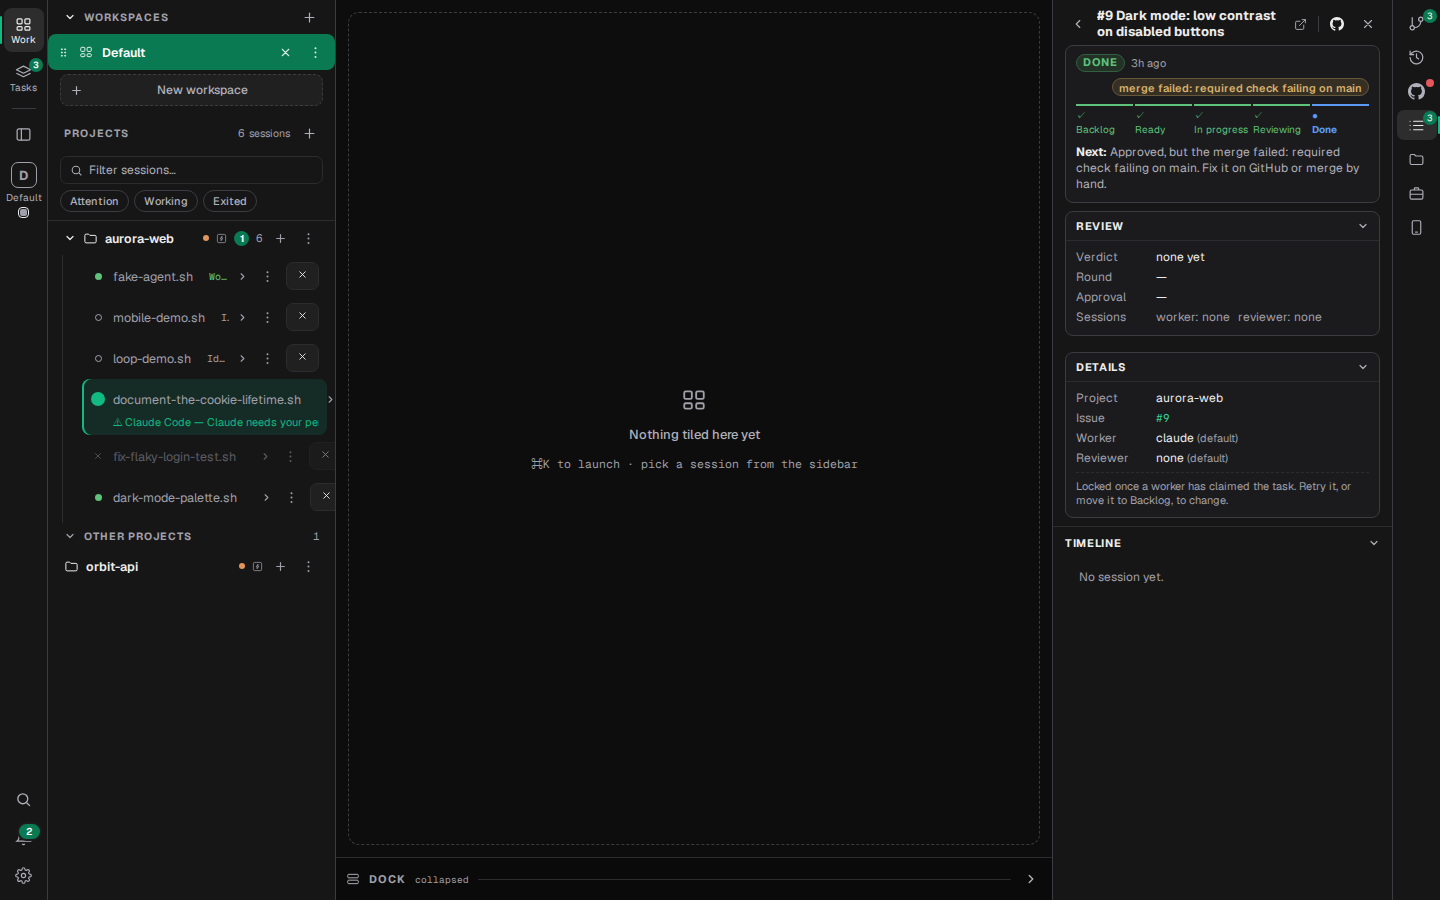 Work
3
Tasks
D
Default
2
WORKSPACES
Default
New workspace
PROJECTS
6 sessions
Filter sessions…
Attention
Working
Exited
aurora-web
1
6
fake-agent.sh
Wo…
mobile-demo.sh
I.
loop-demo.sh
Id…
document-the-cookie-lifetime.sh
⚠ Claude Code — Claude needs your pe
fix-flaky-login-test.sh
dark-mode-palette.sh
OTHER PROJECTS
1
orbit-api
Nothing tiled here yet
⌘K to launch · pick a session from the sidebar
DOCK
collapsed
#9 Dark mode: low contrast
on disabled buttons
DONE
3h ago
merge failed: required check failing on main
✓ ✓ ✓ ✓ ●
Backlog Ready In progress Reviewing Done
Next: Approved, but the merge failed: required
check failing on main. Fix it on GitHub or merge by
hand.
REVIEW
Verdict none yet
Round —
Approval —
Sessions worker: none reviewer: none
DETAILS
Project aurora-web
Issue #9
Worker claude (default)
Reviewer none (default)
Locked once a worker has claimed the task. Retry it, or
move it to Backlog, to change.
TIMELINE
No session yet.
3
3